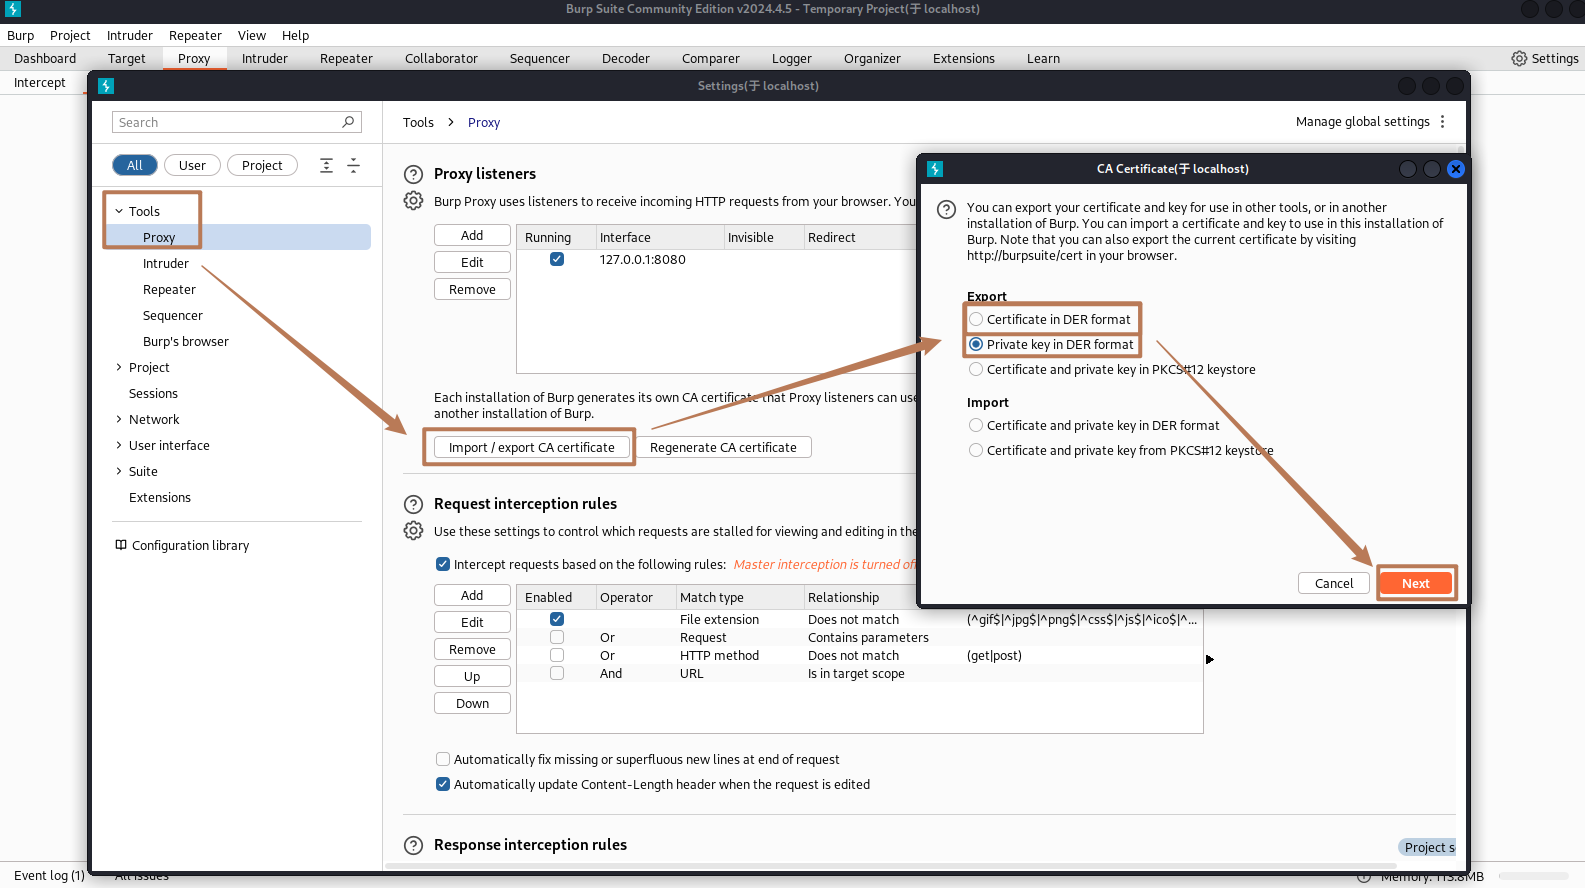 Burp Suite Community Edition v2024.4.5 - Temporary Project(于 localhost)
Burp Project Intruder Repeater View Help
Dashboard Target Proxy Intruder Repeater Collaborator Sequencer Decoder Comparer Logger Organizer Extensions Learn Settings
Intercept
Settings(于 localhost)
Search
All User Project
Tools
Proxy
Intruder
Repeater
Sequencer
Burp's browser
Project
Sessions
Network
User interface
Suite
Extensions
Configuration library
Tools > Proxy
Manage global settings
Proxy listeners
Burp Proxy uses listeners to receive incoming HTTP requests from your browser. You
Add
Edit
Remove
Running Interface Invisible Redirect
127.0.0.1:8080
Each installation of Burp generates its own CA certificate that Proxy listeners can use
another installation of Burp.
Import / export CA certificate Regenerate CA certificate
Request interception rules
Use these settings to control which requests are stalled for viewing and editing in the
Intercept requests based on the following rules: Master interception is turned off
Add
Edit
Remove
Up
Down
Enabled Operator Match type Relationship
File extension Does not match (^gif$|^jpg$|^png$|^css$|^js$|^ico$|^...
Or Request Contains parameters
Or HTTP method Does not match (get|post)
And URL Is in target scope
Automatically fix missing or superfluous new lines at end of request
Automatically update Content-Length header when the request is edited
Response interception rules
Project s
CA Certificate(于 localhost)
You can export your certificate and key for use in other tools, or in another
installation of Burp. You can import a certificate and key to use in this installation of
Burp. Note that you can also export the current certificate by visiting
http://burpsuite/cert in your browser.
Export
Certificate in DER format
Private key in DER format
Certificate and private key in PKCS#12 keystore
Import
Certificate and private key in DER format
Certificate and private key from PKCS#12 keystore
Cancel Next
Event log (1) All issues
Memory: 113.8MB